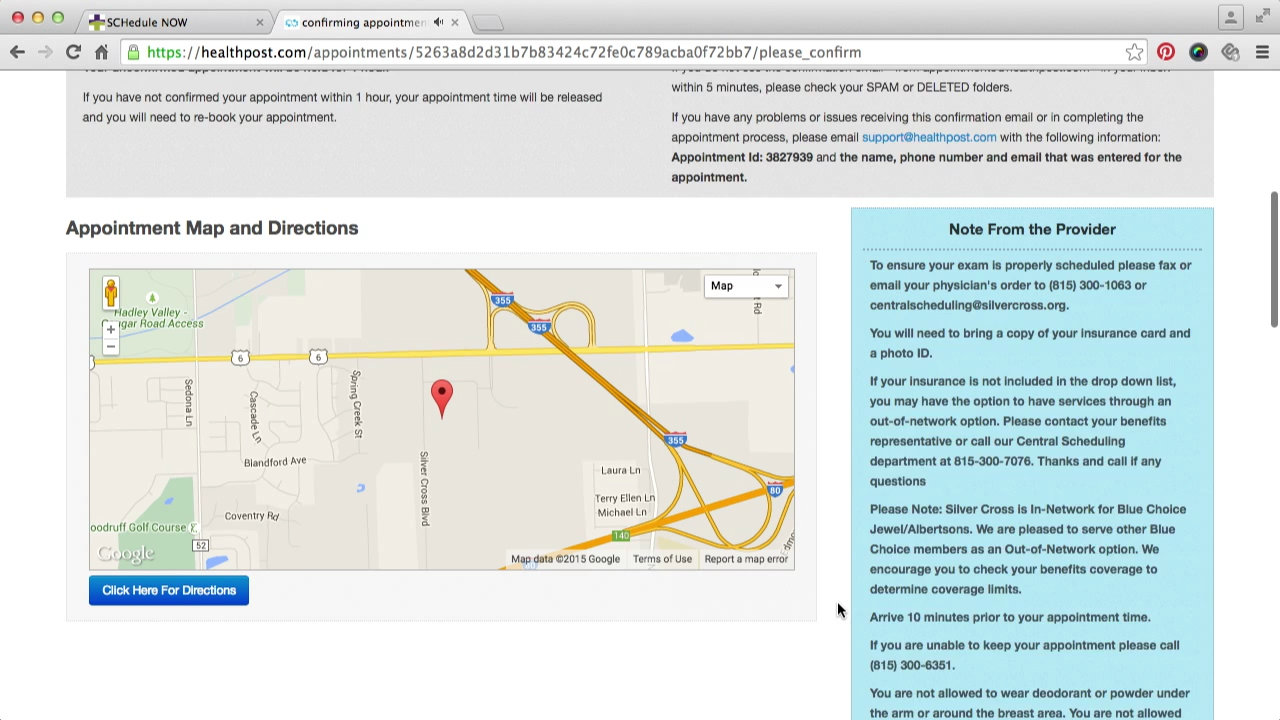 SCHedule NOW
confirming appointmen
https://healthpost.com/appointments/5263a8d2d31b7b83424c72fe0c789acba0f72bb7/please_confirm
Your unconfirmed appointment will be held for 1 hour.
If you have not confirmed your appointment within 1 hour, your appointment time will be released
and you will need to re-book your appointment.
within 5 minutes, please check your SPAM or DELETED folders.
If you have any problems or issues receiving this confirmation email or in completing the
appointment process, please email support@healthpost.com with the following information:
Appointment Id: 3827939 and the name, phone number and email that was entered for the
appointment.
Appointment Map and Directions
Map
355
355
Hadley Valley -
gar Road Access
6
6
Sedona Ln
Cascade Ln
Spring Creek St
Blandford Ave
Silver Cross Blvd
355
Laura Ln
Terry Ellen Ln
Michael Ln
80
Coventry Rd
oodruff Golf Course
52
140
Google
Map data ©2015 Google
Terms of Use
Report a map error
Rd
Click Here For Directions
Note From the Provider
To ensure your exam is properly scheduled please fax or
email your physician's order to (815) 300-1063 or
centralscheduling@silvercross.org.
You will need to bring a copy of your insurance card and
a photo ID.
If your insurance is not included in the drop down list,
you may have the option to have services through an
out-of-network option. Please contact your benefits
representative or call our Central Scheduling
department at 815-300-7076. Thanks and call if any
questions
Please Note: Silver Cross is In-Network for Blue Choice
Jewel/Albertsons. We are pleased to serve other Blue
Choice members as an Out-of-Network option. We
encourage you to check your benefits coverage to
determine coverage limits.
Arrive 10 minutes prior to your appointment time.
If you are unable to keep your appointment please call
(815) 300-6351.
You are not allowed to wear deodorant or powder under
the arm or around the breast area. You are not allowed